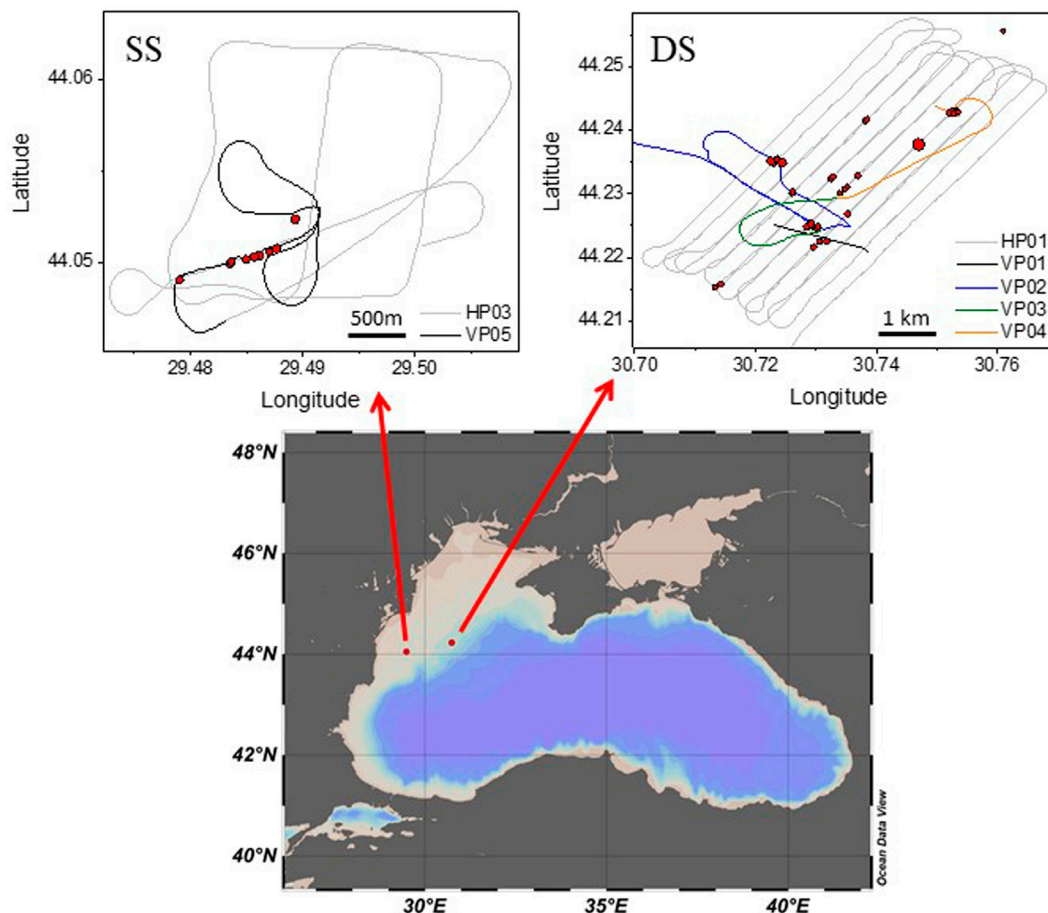 SS
44.06
44.05
Latitude
29.48
29.49
29.50
Longitude
HP03
VP05
500m
DS
44.25
44.24
44.23
44.22
44.21
Latitude
30.70
30.72
30.74
30.76
Longitude
HP01
VP01
VP02
VP03
VP04
1 km
48°N
46°N
44°N
42°N
40°N
30°E
35°E
40°E
Ocean Data View